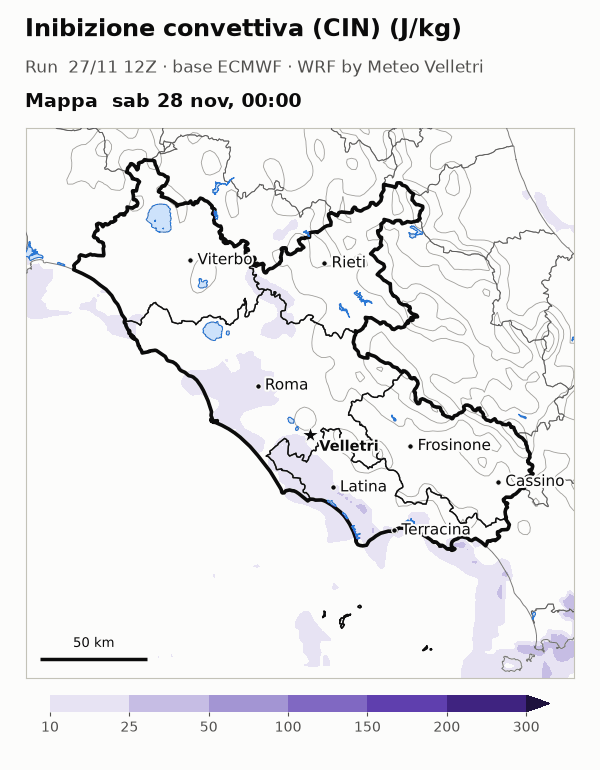 Inibizione convettiva (CIN) (J/kg)
Run  27/11 12Z · base ECMWF · WRF by Meteo Velletri
Mappa  sab 28 nov, 00:00
Viterbo
Rieti
Roma
Velletri
Frosinone
Latina
Cassino
Terracina
50 km
10 25 50 100 150 200 300